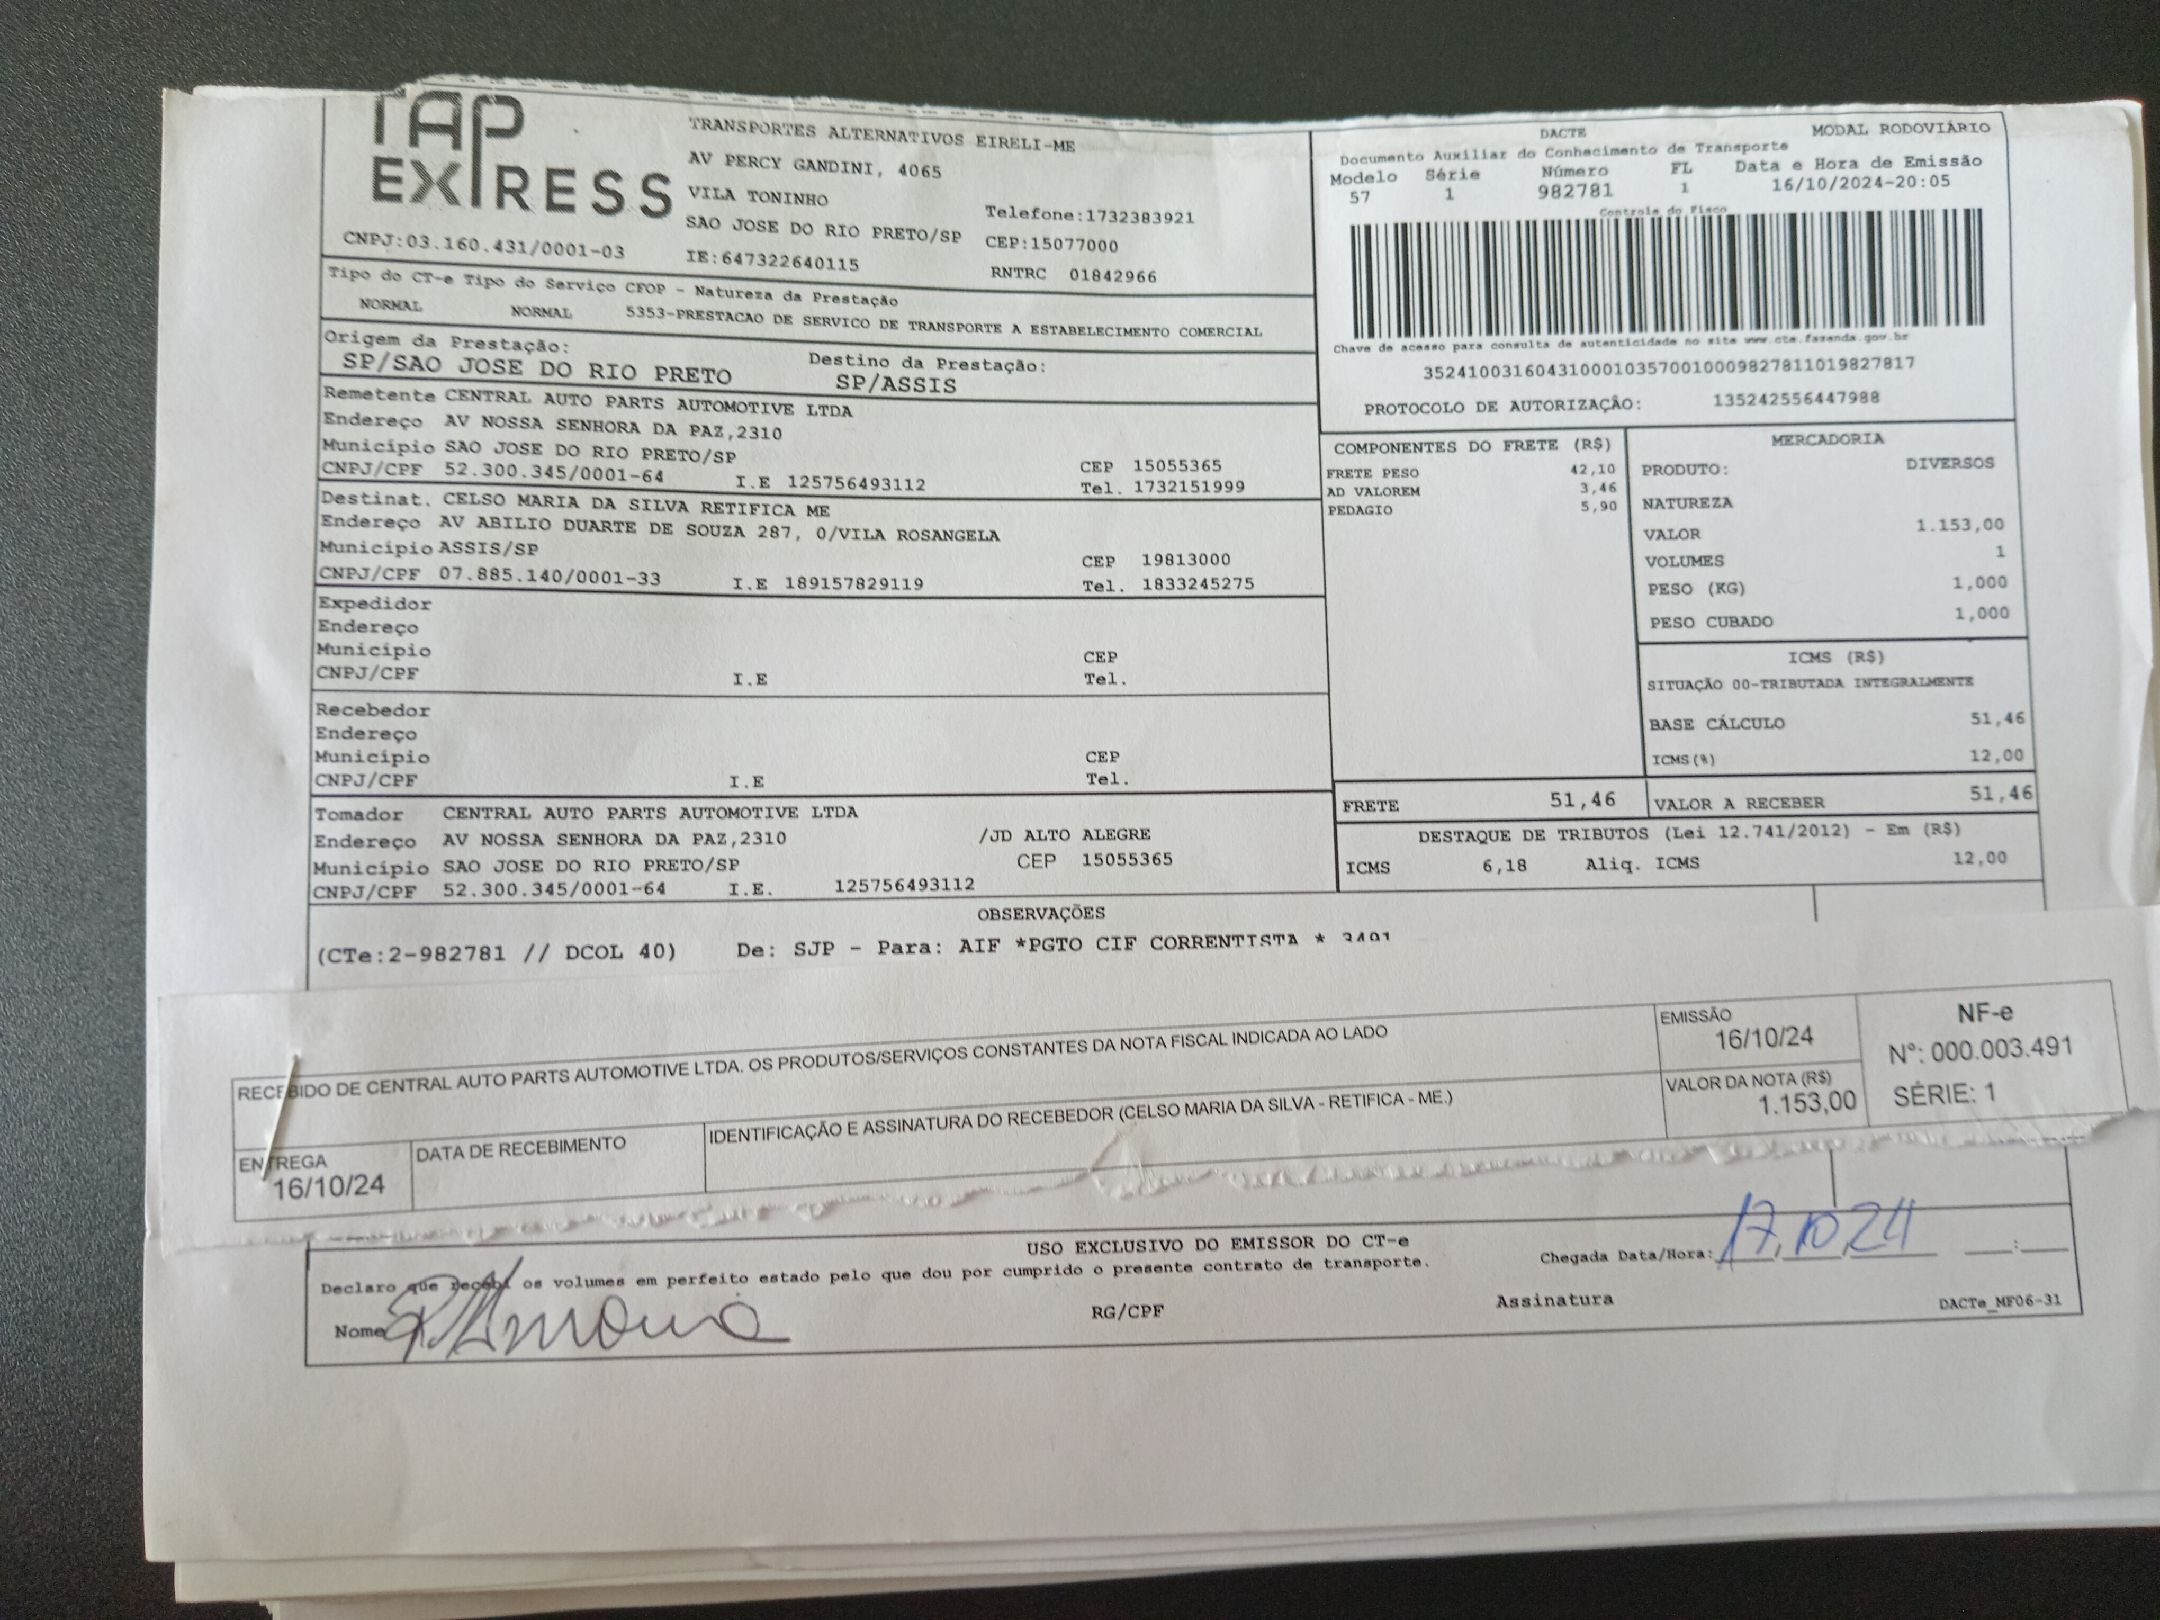 TAP
EXPRESS
CNPJ:03.160.431/0001-03
TRANSPORTES ALTERNATIVOS EIRELI-ME
AV PERCY GANDINI, 4065
VILA TONINHO
SAO JOSE DO RIO PRETO/SP
IE:647322640115
Telefone:1732383921
CEP:15077000
RNTRC 01842966
DACTE MODAL RODOVIÁRIO
Documento Auxiliar do Conhecimento de Transporte
Modelo Série Número FL Data e Hora de Emissão
57 1 982781 1 16/10/2024-20:05
Controle do Fisco
Chave de acesso para consulta de autenticidade no site www.cte.fazenda.gov.br
35241003160431000103570010009827811019827817
PROTOCOLO DE AUTORIZAÇÂO: 135242556447988
Tipo do CT-e Tipo do Serviço CFOP - Natureza da Prestação
NORMAL NORMAL 5353-PRESTACAO DE SERVICO DE TRANSPORTE A ESTABELECIMENTO COMERCIAL
Origem da Prestação: Destino da Prestação:
SP/SAO JOSE DO RIO PRETO SP/ASSIS
Remetente CENTRAL AUTO PARTS AUTOMOTIVE LTDA
Endereço AV NOSSA SENHORA DA PAZ,2310
Município SAO JOSE DO RIO PRETO/SP CEP 15055365
CNPJ/CPF 52.300.345/0001-64 I.E 125756493112 Tel. 1732151999
Destinat. CELSO MARIA DA SILVA RETIFICA ME
Endereço AV ABILIO DUARTE DE SOUZA 287, 0/VILA ROSANGELA
Município ASSIS/SP CEP 19813000
CNPJ/CPF 07.885.140/0001-33 I.E 189157829119 Tel. 1833245275
Expedidor
Endereço
Município CEP
CNPJ/CPF I.E Tel.
Recebedor
Endereço
Município CEP
CNPJ/CPF I.E Tel.
Tomador CENTRAL AUTO PARTS AUTOMOTIVE LTDA
Endereço AV NOSSA SENHORA DA PAZ,2310 /JD ALTO ALEGRE
Município SAO JOSE DO RIO PRETO/SP CEP 15055365
CNPJ/CPF 52.300.345/0001-64 I.E. 125756493112
COMPONENTES DO FRETE (R$)
FRETE PESO 42,10
AD VALOREM 3,46
PEDAGIO 5,90
MERCADORIA
PRODUTO: DIVERSOS
NATUREZA
VALOR 1.153,00
VOLUMES 1
PESO (KG) 1,000
PESO CUBADO 1,000
ICMS (R$)
SITUAÇÃO 00-TRIBUTADA INTEGRALMENTE
BASE CÁLCULO 51,46
ICMS(%) 12,00
FRETE 51,46 VALOR A RECEBER 51,46
DESTAQUE DE TRIBUTOS (Lei 12.741/2012) - Em (R$)
ICMS 6,18 Aliq. ICMS 12,00
OBSERVAÇÕES
(CTe:2-982781 // DCOL 40) De: SJP - Para: AIF *PGTO CIF CORRENTISTA * 3491
RECEBIDO DE CENTRAL AUTO PARTS AUTOMOTIVE LTDA. OS PRODUTOS/SERVIÇOS CONSTANTES DA NOTA FISCAL INDICADA AO LADO
EMISSÃO
16/10/24
VALOR DA NOTA (R$)
1.153,00
NF-e
Nº: 000.003.491
SÉRIE: 1
ENTREGA
16/10/24
DATA DE RECEBIMENTO
IDENTIFICAÇÃO E ASSINATURA DO RECEBEDOR (CELSO MARIA DA SILVA - RETIFICA - ME.)
USO EXCLUSIVO DO EMISSOR DO CT-e
Declaro que recebi os volumes em perfeito estado pelo que dou por cumprido o presente contrato de transporte.
Chegada Data/Hora: 17.10.24 :
Nome RG/CPF Assinatura
DACTe_MF06-31